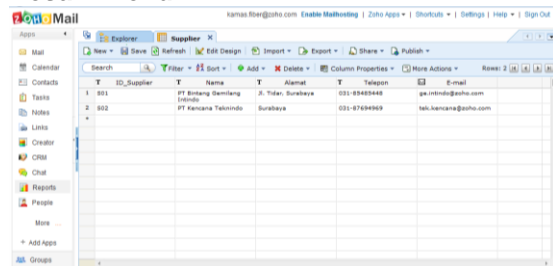 ZOHO Mail
kamas.fiber@zoho.com Enable Mailhosting | Zoho Apps | Shortcuts | Settings | Help | Sign Out
Apps
Explorer Supplier
New Save Refresh Edit Design Import Export Share Publish
Search Filter Sort Add Delete Column Properties More Actions Rows: 2
T ID_Supplier T Nama T Alamat T Telepon E-mail
1 S01 PT Bintang Gemilang Intindo Jl. Tidar, Surabaya 031-89489448 ge.intindo@zoho.com
2 S02 PT Kencana Teknindo Surabaya 031-87694969 tek.kencana@zoho.com
Mail
Calendar
Contacts
Tasks
Notes
Links
Creator
CRM
Chat
Reports
People
More ...
+ Add Apps
Groups